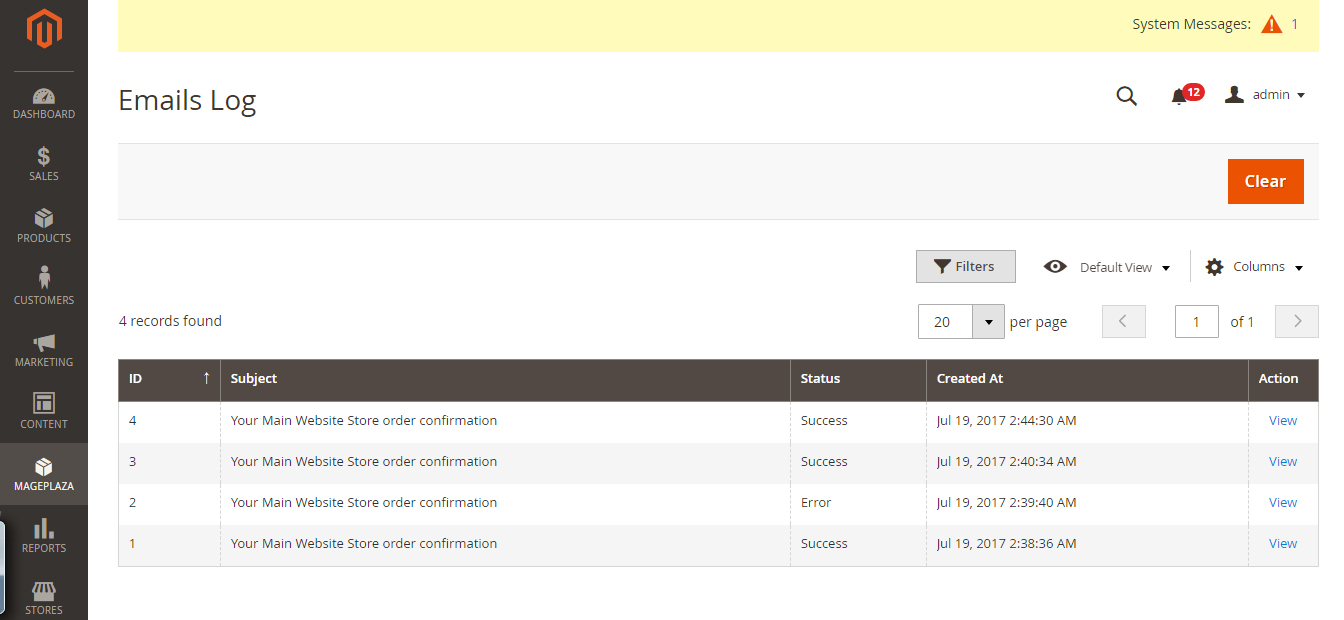 System Messages: 1
Emails Log
12
admin
Clear
DASHBOARD
SALES
PRODUCTS
CUSTOMERS
MARKETING
CONTENT
MAGEPLAZA
REPORTS
STORES
Filters Default View Columns
4 records found 20 per page 1 of 1
ID ↑ Subject Status Created At Action
4 Your Main Website Store order confirmation Success Jul 19, 2017 2:44:30 AM View
3 Your Main Website Store order confirmation Success Jul 19, 2017 2:40:34 AM View
2 Your Main Website Store order confirmation Error Jul 19, 2017 2:39:40 AM View
1 Your Main Website Store order confirmation Success Jul 19, 2017 2:38:36 AM View